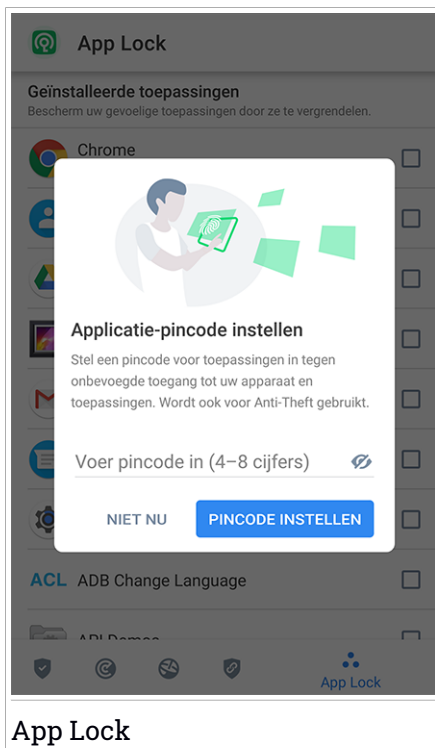 App Lock
Geïnstalleerde toepassingen
Bescherm uw gevoelige toepassingen door ze te vergrendelen.
Chrome
Applicatie-pincode instellen
Stel een pincode voor toepassingen in tegen
onbevoegde toegang tot uw apparaat en
toepassingen. Wordt ook voor Anti-Theft gebruikt.
Voer pincode in (4–8 cijfers)
NIET NU PINCODE INSTELLEN
ACL ADB Change Language
API Demos
App Lock
App Lock